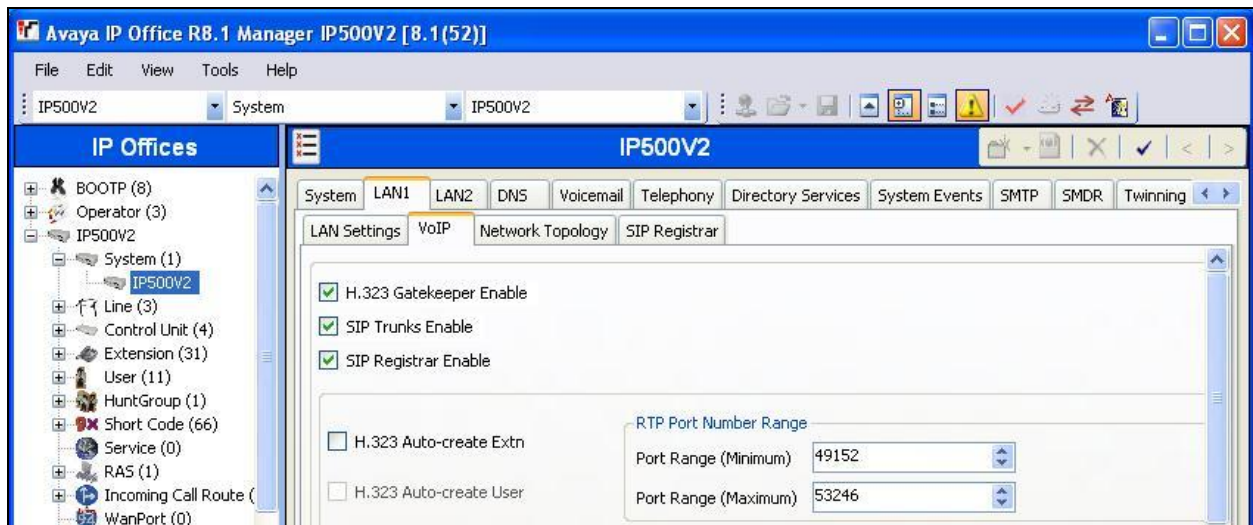 Avaya IP Office R8.1 Manager IP500V2 [8.1(52)]
File Edit View Tools Help
IP500V2 System IP500V2
IP Offices
IP500V2
BOOTP (8)
Operator (3)
IP500V2
System (1)
IP500V2
Line (3)
Control Unit (4)
Extension (31)
User (11)
HuntGroup (1)
Short Code (66)
Service (0)
RAS (1)
Incoming Call Route (
WanPort (0)
System LAN1 LAN2 DNS Voicemail Telephony Directory Services System Events SMTP SMDR Twinning
LAN Settings VoIP Network Topology SIP Registrar
H.323 Gatekeeper Enable
SIP Trunks Enable
SIP Registrar Enable
H.323 Auto-create Extn
H.323 Auto-create User
RTP Port Number Range
Port Range (Minimum) 49152
Port Range (Maximum) 53246